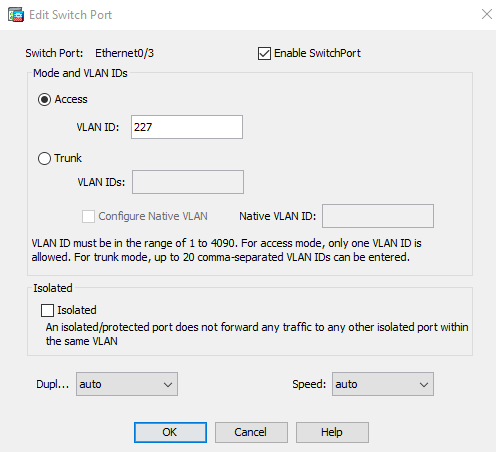 Edit Switch Port
Switch Port: Ethernet0/3 Enable SwitchPort
Mode and VLAN IDs
Access
VLAN ID: 227
Trunk
VLAN IDs:
Configure Native VLAN Native VLAN ID:
VLAN ID must be in the range of 1 to 4090. For access mode, only one VLAN ID is
allowed. For trunk mode, up to 20 comma-separated VLAN IDs can be entered.
Isolated
Isolated
An isolated/protected port does not forward any traffic to any other isolated port within
the same VLAN
Dupl... auto Speed: auto
OK Cancel Help